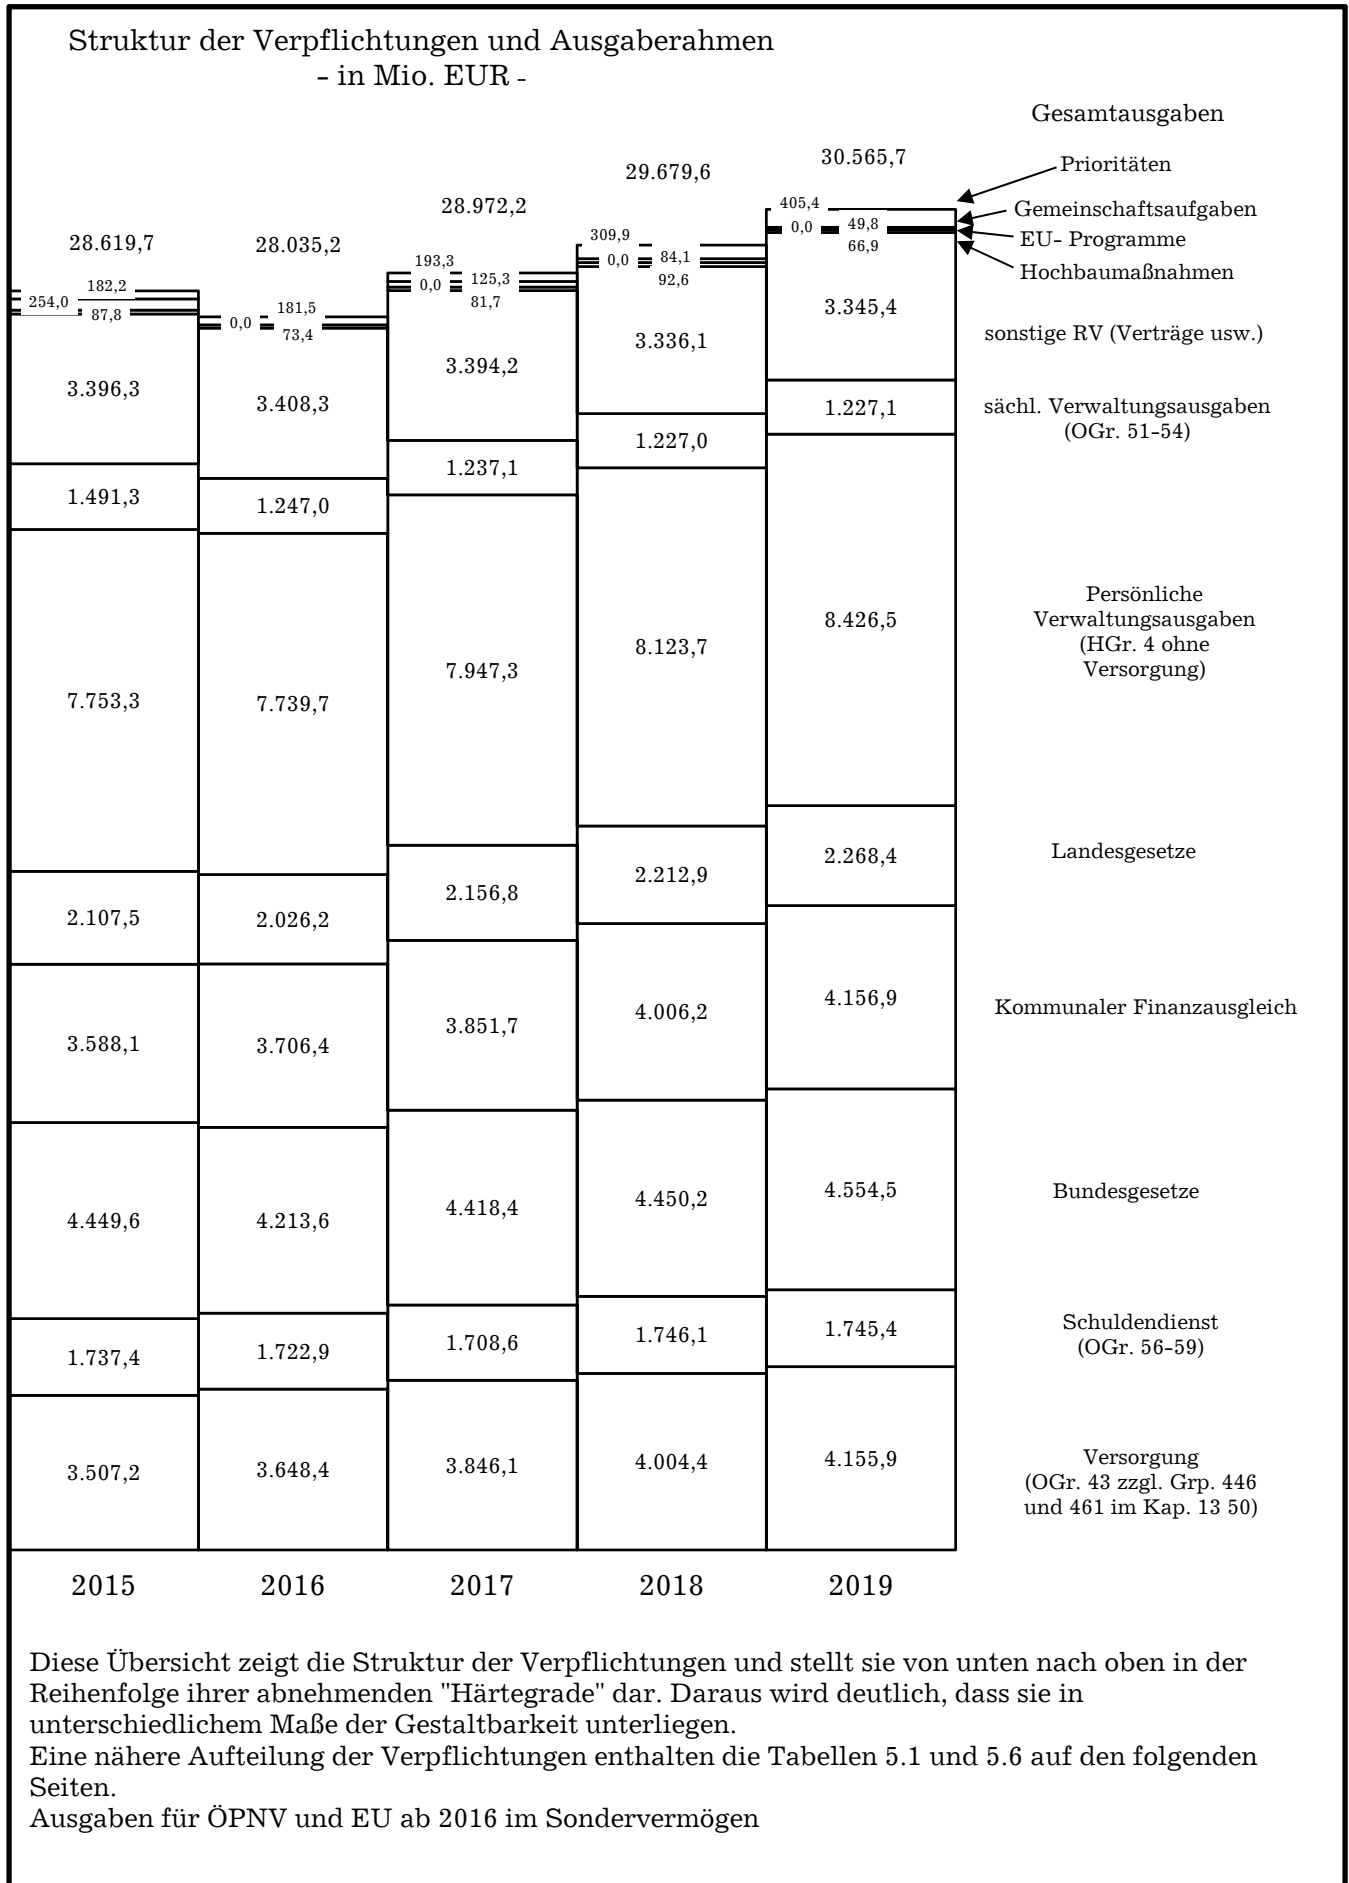 Struktur der Verpflichtungen und Ausgaberahmen
- in Mio. EUR -
Gesamtausgaben
28.619,7
28.035,2
28.972,2
29.679,6
30.565,7
Prioritäten
Gemeinschaftsaufgaben
EU- Programme
Hochbaumaßnahmen
182,2
254,0
87,8
181,5
0,0
73,4
193,3
125,3
0,0
81,7
309,9
84,1
0,0
92,6
405,4
49,8
0,0
66,9
3.396,3
3.408,3
3.394,2
3.336,1
3.345,4
sonstige RV (Verträge usw.)
1.491,3
1.247,0
1.237,1
1.227,0
1.227,1
sächl. Verwaltungsausgaben
(OGr. 51-54)
7.753,3
7.739,7
7.947,3
8.123,7
8.426,5
Persönliche
Verwaltungsausgaben
(HGr. 4 ohne
Versorgung)
2.107,5
2.026,2
2.156,8
2.212,9
2.268,4
Landesgesetze
3.588,1
3.706,4
3.851,7
4.006,2
4.156,9
Kommunaler Finanzausgleich
4.449,6
4.213,6
4.418,4
4.450,2
4.554,5
Bundesgesetze
1.737,4
1.722,9
1.708,6
1.746,1
1.745,4
Schuldendienst
(OGr. 56-59)
3.507,2
3.648,4
3.846,1
4.004,4
4.155,9
Versorgung
(OGr. 43 zzgl. Grp. 446
und 461 im Kap. 13 50)
2015
2016
2017
2018
2019
Diese Übersicht zeigt die Struktur der Verpflichtungen und stellt sie von unten nach oben in der
Reihenfolge ihrer abnehmenden "Härtegrade" dar. Daraus wird deutlich, dass sie in
unterschiedlichem Maße der Gestaltbarkeit unterliegen.
Eine nähere Aufteilung der Verpflichtungen enthalten die Tabellen 5.1 und 5.6 auf den folgenden
Seiten.
Ausgaben für ÖPNV und EU ab 2016 im Sondervermögen